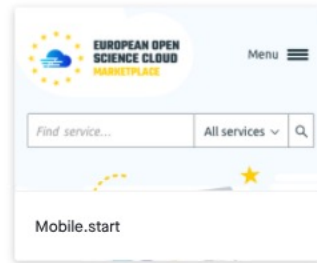 EUROPEAN OPEN
SCIENCE CLOUD
MARKETPLACE
Menu
Find service... All services
Mobile.start